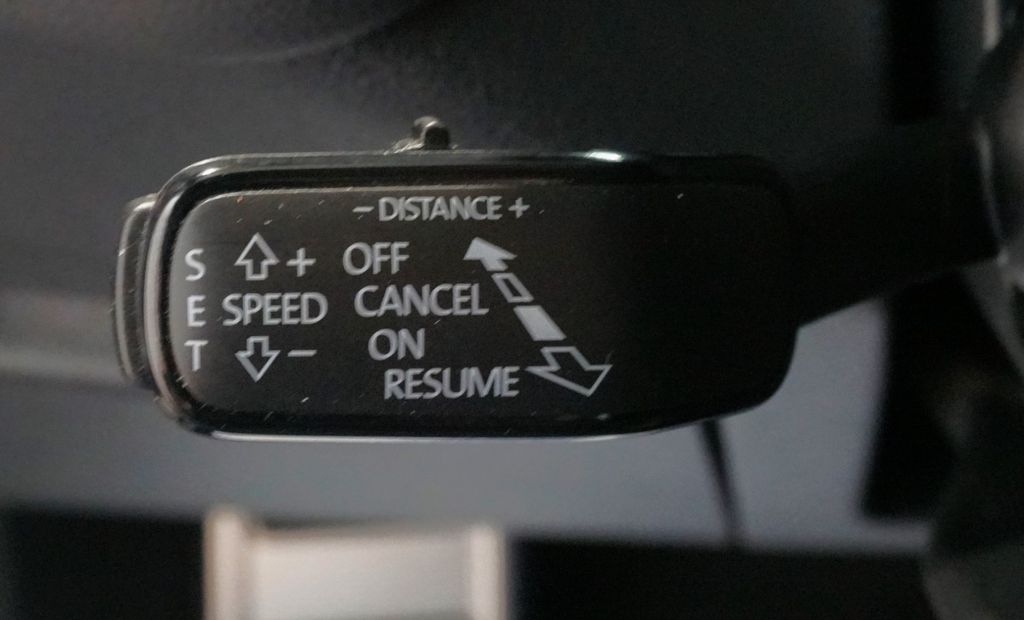 − DISTANCE +
S + OFF
E SPEED CANCEL
T − ON
RESUME